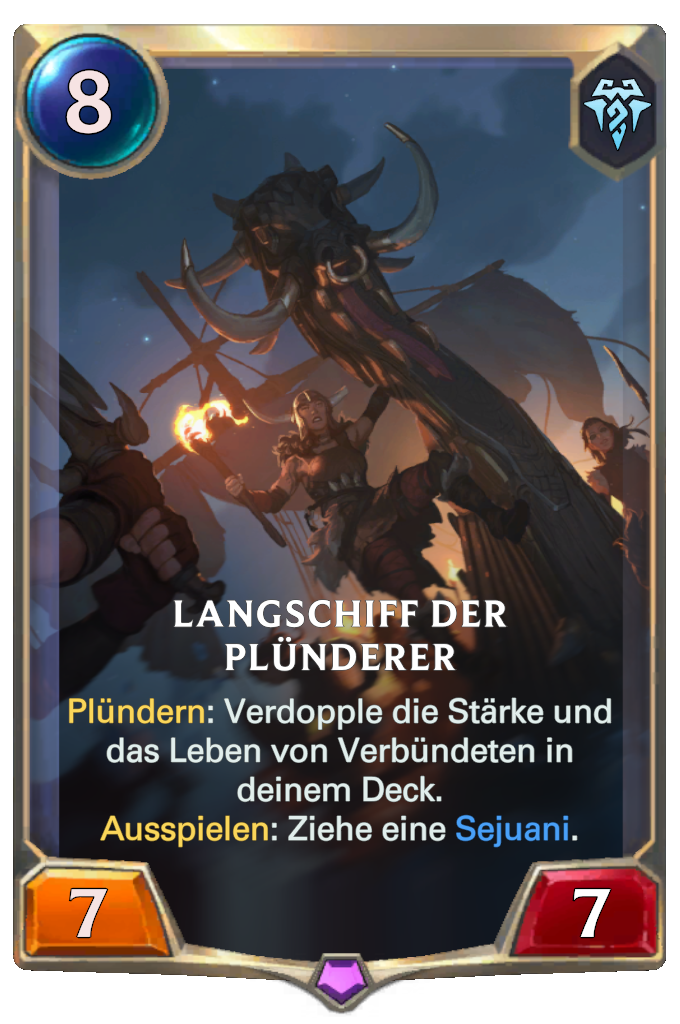 8
LANGSCHIFF DER
PLÜNDERER
Plündern: Verdopple die Stärke und
das Leben von Verbündeten in
deinem Deck.
Ausspielen: Ziehe eine Sejuani.
7
7